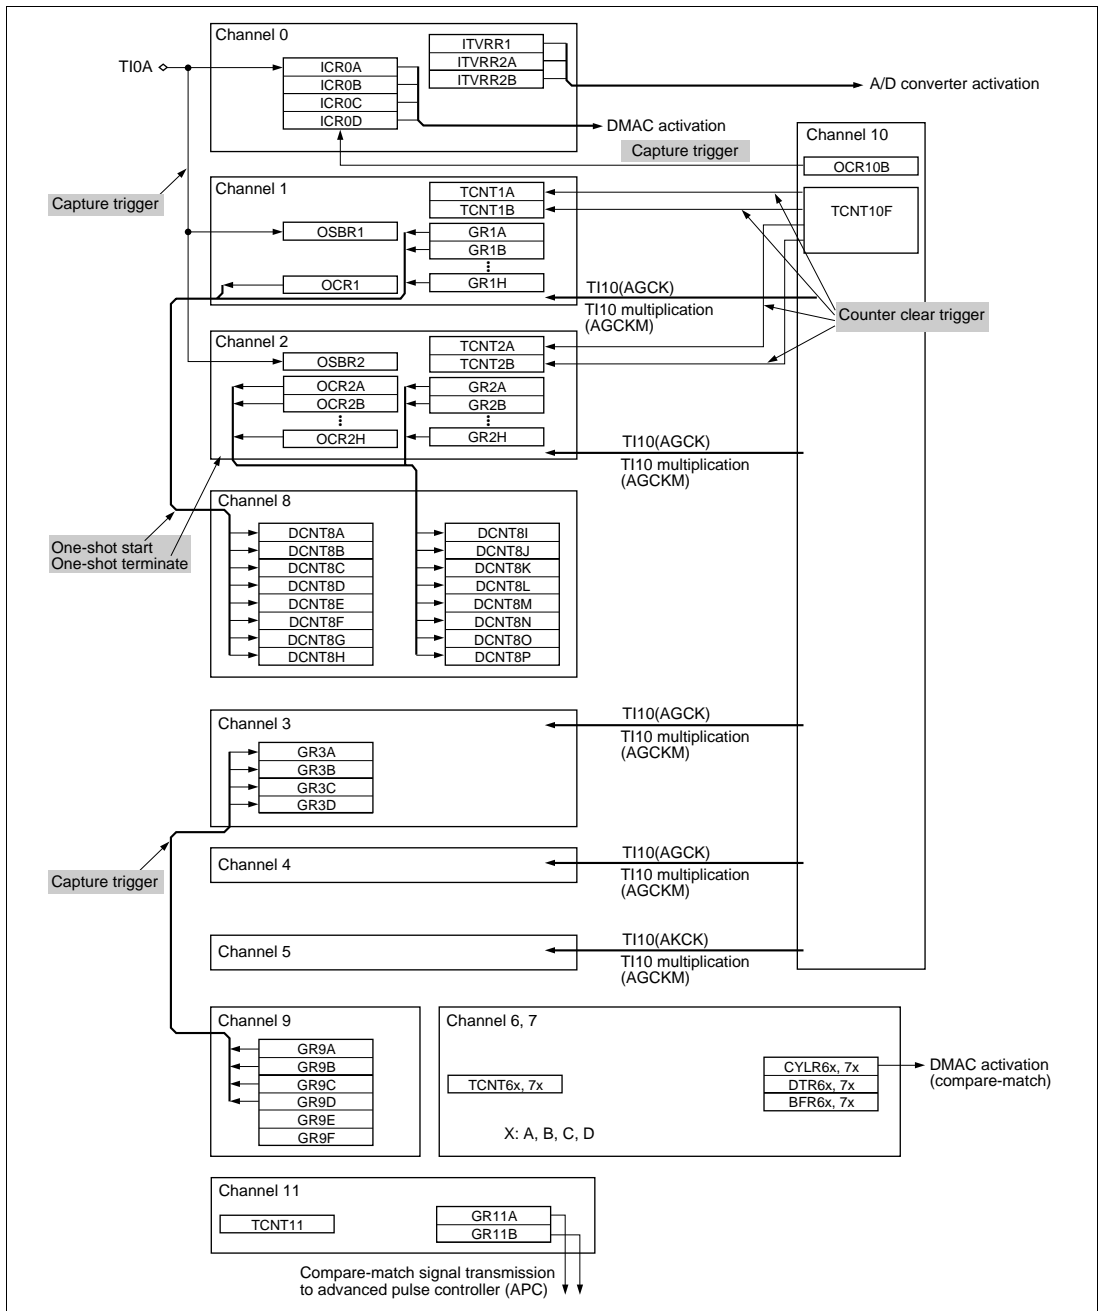 Channel 0
TI0A
ICR0A
ICR0B
ICR0C
ICR0D
ITVRR1
ITVRR2A
ITVRR2B
A/D converter activation
DMAC activation
Capture trigger
Channel 10
OCR10B
TCNT10F
Capture trigger
Channel 1
TCNT1A
TCNT1B
OSBR1
GR1A
GR1B
GR1H
OCR1
TI10(AGCK)
TI10 multiplication
(AGCKM)
Counter clear trigger
Channel 2
TCNT2A
TCNT2B
OSBR2
OCR2A
OCR2B
OCR2H
GR2A
GR2B
GR2H
TI10(AGCK)
TI10 multiplication
(AGCKM)
Channel 8
One-shot start
One-shot terminate
DCNT8A
DCNT8B
DCNT8C
DCNT8D
DCNT8E
DCNT8F
DCNT8G
DCNT8H
DCNT8I
DCNT8J
DCNT8K
DCNT8L
DCNT8M
DCNT8N
DCNT8O
DCNT8P
Channel 3
GR3A
GR3B
GR3C
GR3D
TI10(AGCK)
TI10 multiplication
(AGCKM)
Capture trigger
Channel 4
TI10(AGCK)
TI10 multiplication
(AGCKM)
Channel 5
TI10(AKCK)
TI10 multiplication
(AGCKM)
Channel 9
GR9A
GR9B
GR9C
GR9D
GR9E
GR9F
Channel 6, 7
TCNT6x, 7x
CYLR6x, 7x
DTR6x, 7x
BFR6x, 7x
X: A, B, C, D
DMAC activation
(compare-match)
Channel 11
TCNT11
GR11A
GR11B
Compare-match signal transmission
to advanced pulse controller (APC)